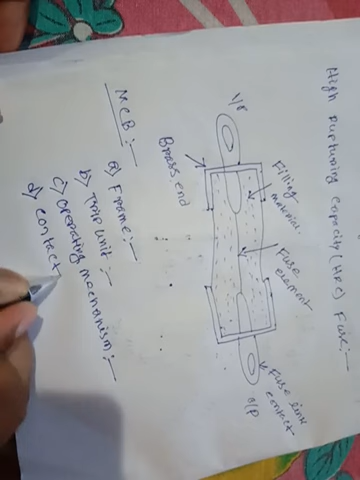 High Rupturing Capacity (HRC) Fuse:-
I/P
Filling
material
Fuse
element
Fuse link
contact
O/P
Brass end
MCB:-
a) Frame:-
b) Trip unit:-
c) Operating mechanism:-
d) Contact